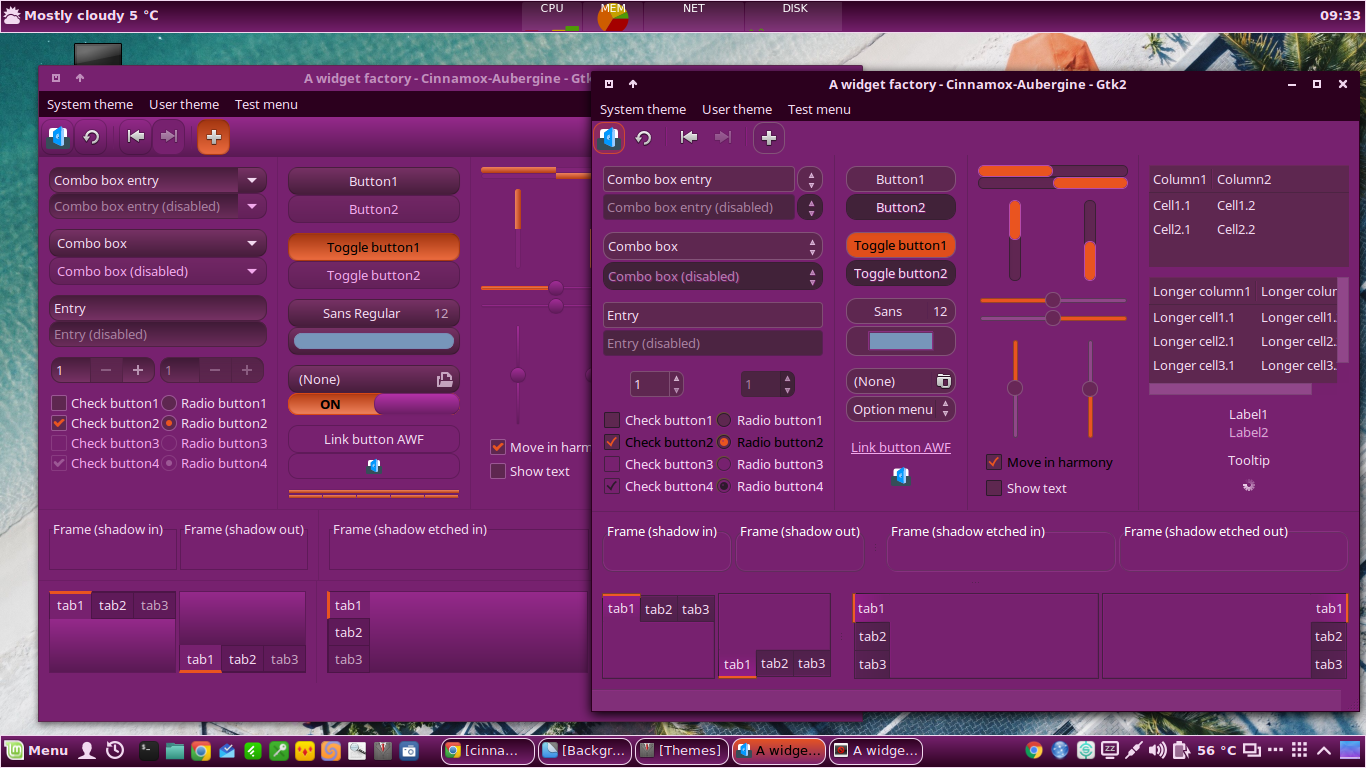 Mostly cloudy 5 °C
CPU MEM NET DISK
09:33
A widget factory - Cinnamox-Aubergine - Gtk
System theme User theme Test menu
Combo box entry
Combo box entry (disabled)
Combo box
Combo box (disabled)
Entry
Entry (disabled)
1 1
Check button1 Radio button1
Check button2 Radio button2
Check button3 Radio button3
Check button4 Radio button4
Button1
Button2
Toggle button1
Toggle button2
Sans Regular 12
(None)
ON
Link button AWF
Move in harm
Show text
Frame (shadow in) Frame (shadow out) Frame (shadow etched in)
tab1 tab2 tab3
tab1 tab2 tab3
tab1
tab2
tab3
A widget factory - Cinnamox-Aubergine - Gtk2
System theme User theme Test menu
Combo box entry
Combo box entry (disabled)
Combo box
Combo box (disabled)
Entry
Entry (disabled)
1 1
Check button1 Radio button1
Check button2 Radio button2
Check button3 Radio button3
Check button4 Radio button4
Button1
Button2
Toggle button1
Toggle button2
Sans 12
(None)
Option menu
Link button AWF
Move in harmony
Show text
Column1 Column2
Cell1.1 Cell1.2
Cell2.1 Cell2.2
Longer column1 Longer colur
Longer cell1.1 Longer cell1.
Longer cell2.1 Longer cell2.
Longer cell3.1 Longer cell3.
Label1
Label2
Tooltip
Frame (shadow in) Frame (shadow out) Frame (shadow etched in) Frame (shadow etched out)
tab1 tab2 tab3
tab1 tab2 tab3
tab1
tab2
tab3
tab1
tab2
tab3
Menu [cinna... [Backgr... [Themes] A widge... A widge... 56 °C